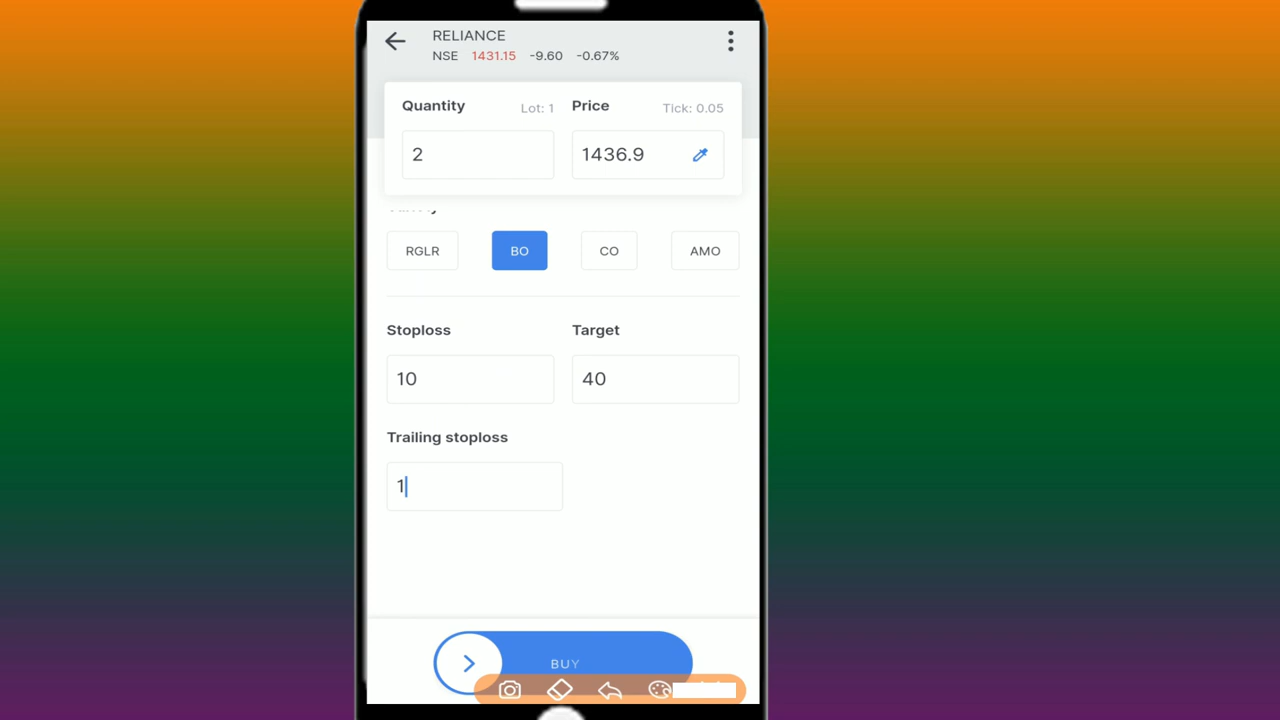 RELIANCE
NSE 1431.15 -9.60 -0.67%
Quantity Lot: 1 Price Tick: 0.05
2 1436.9
RGLR BO CO AMO
Stoploss Target
10 40
Trailing stoploss
1
BUY